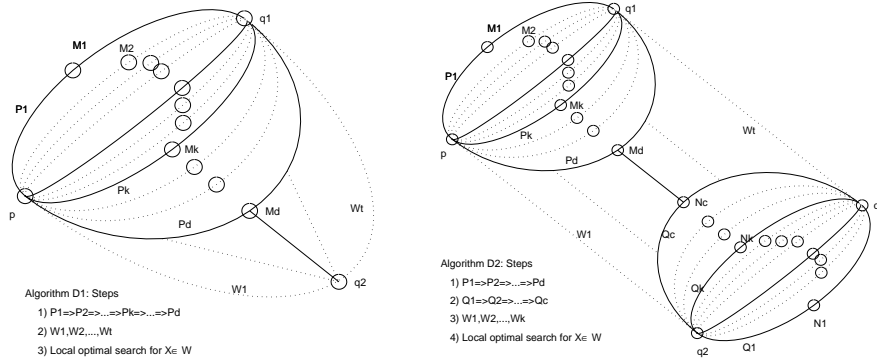 q1
M1
M2
P1
Mk
Pk
p
Pd
Md
Wt
W1
q2
Algorithm D1: Steps
1) P1=>P2=>...=>Pk=>...=>Pd
2) W1,W2,...,Wt
3) Local optimal search for X∈ W
q1
M1
M2
P1
Mk
Pk
p
Pd
Md
Wt
Nc
W1
Qc
Nk
Qk
N1
q2
Q1
Algorithm D2: Steps
1) P1=>P2=>...=>Pd
2) Q1=>Q2=>...=>Qc
3) W1,W2,...,Wk
4) Local optimal search for X∈ W